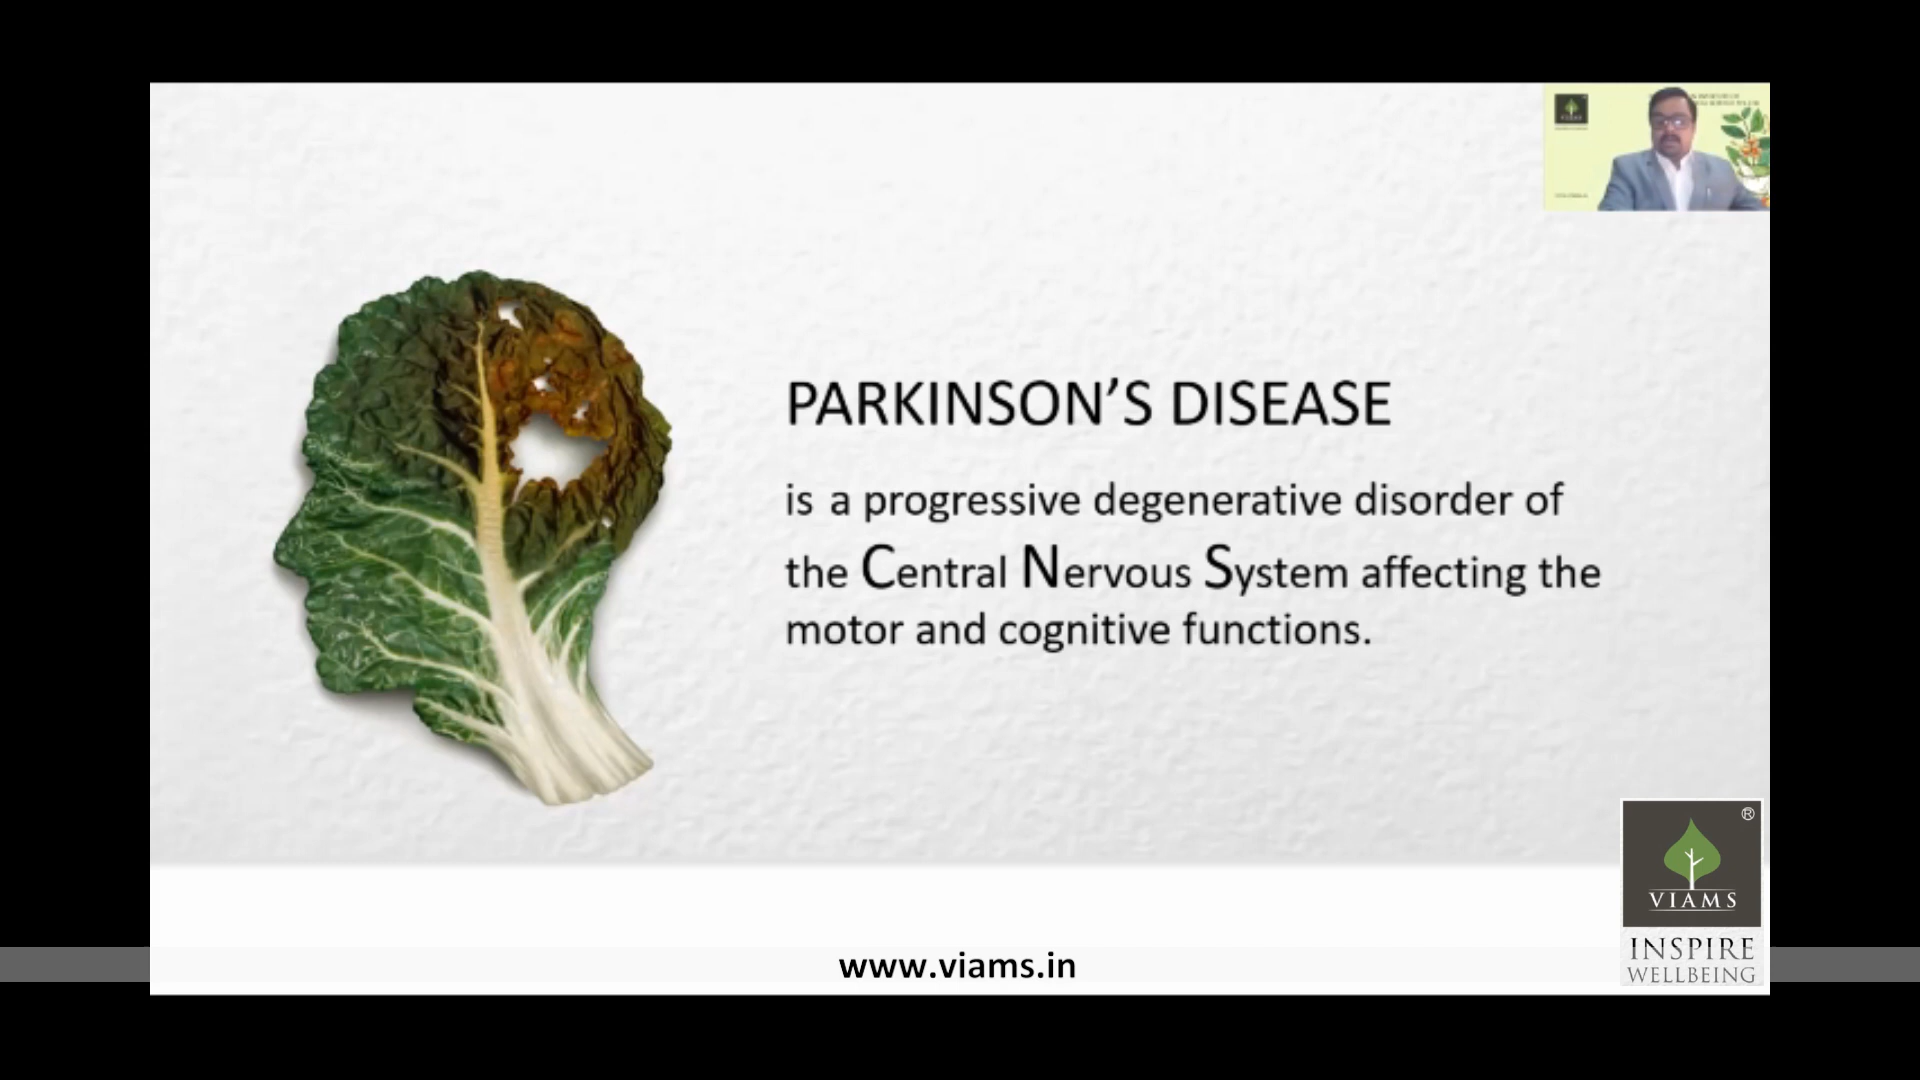 PARKINSON’S DISEASE
is a progressive degenerative disorder of
the Central Nervous System affecting the
motor and cognitive functions.
®
VIAMS
INSPIRE
WELLBEING
www.viams.in